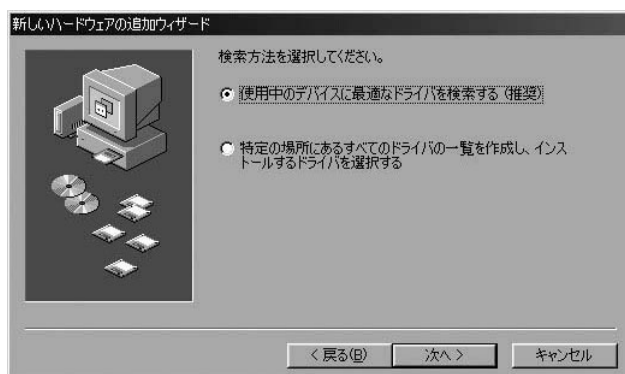 新しいハードウェアの追加ウィザード
検索方法を選択してください。
使用中のデバイスに最適なドライバを検索する (推奨)
特定の場所にあるすべてのドライバの一覧を作成し、インス
トールするドライバを選択する
< 戻る(B)
次へ >
キャンセル